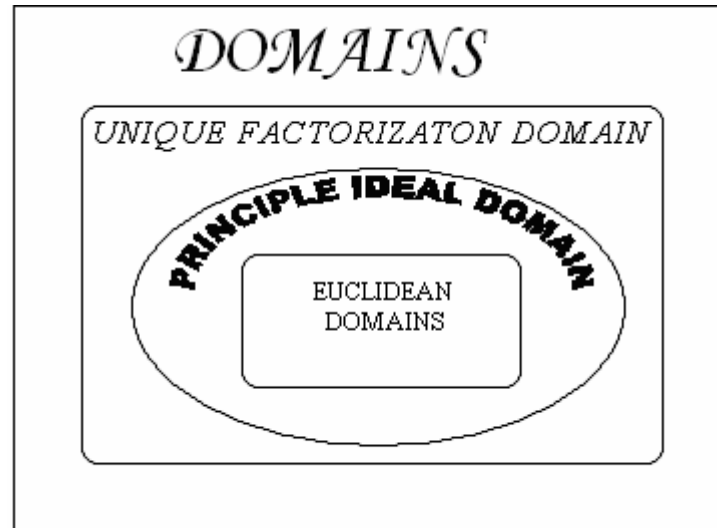 DOMAINS
UNIQUE FACTORIZATON DOMAIN
PRINCIPLE IDEAL DOMAIN
EUCLIDEAN
DOMAINS